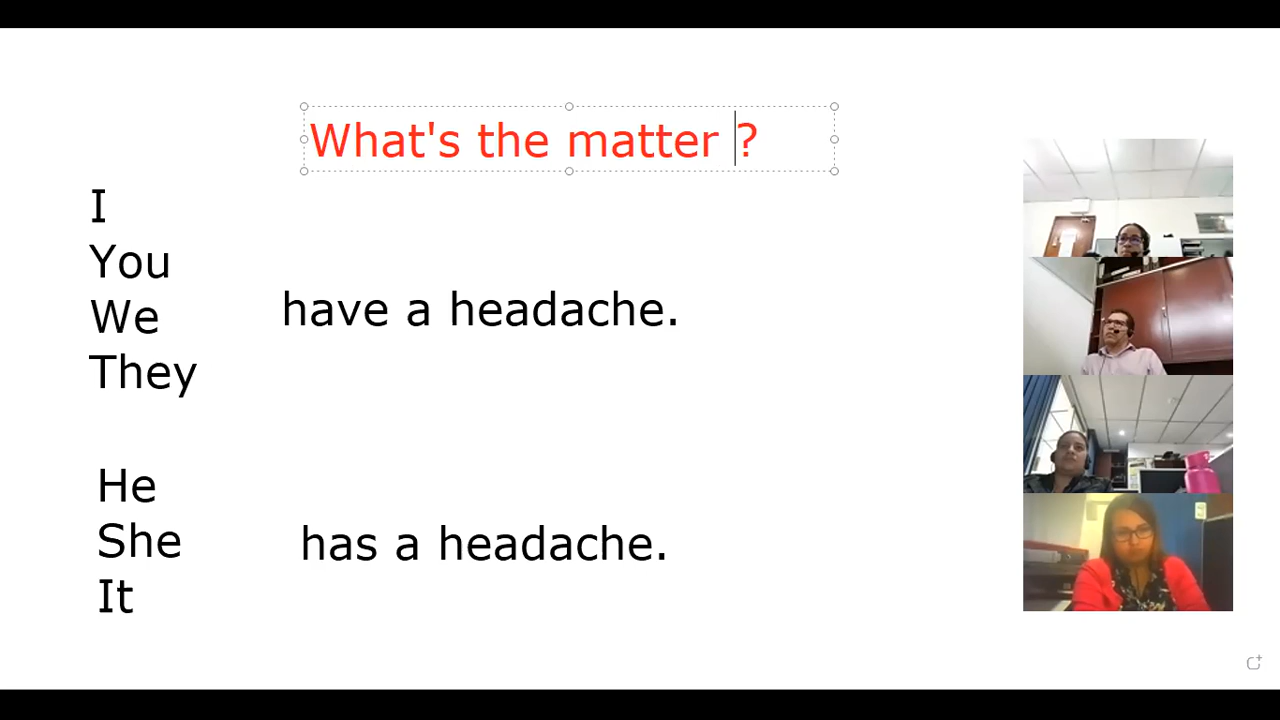 What's the matter ?
I
You
We
They
have a headache.
He
She
It
has a headache.